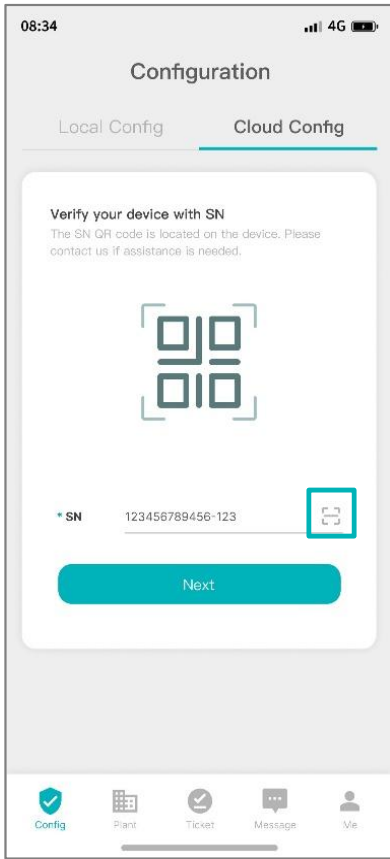 08:34 4G
Configuration
Local Config Cloud Config
Verify your device with SN
The SN QR code is located on the device. Please
contact us if assistance is needed.
* SN 123456789456-123
Next
Config Plant Ticket Message Me